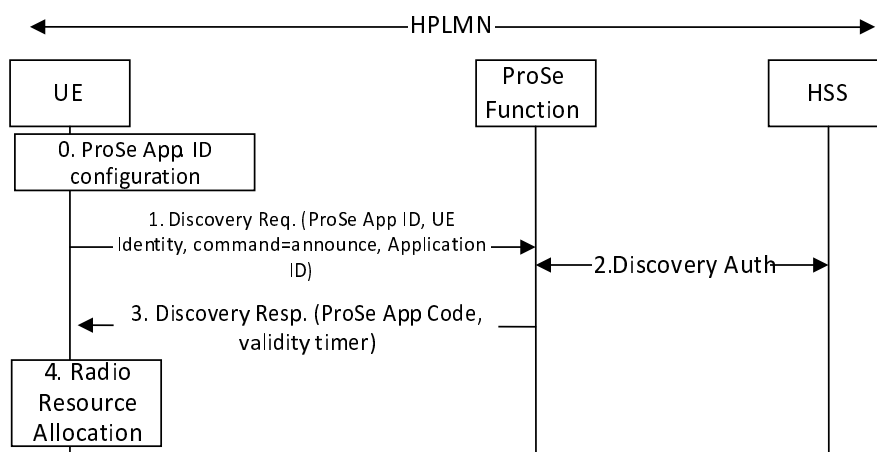 HPLMN
UE
ProSe
Function
HSS
0. ProSe App. ID
configuration
1. Discovery Req. (ProSe App ID, UE
Identity, command=announce, Application
ID)
2.Discovery Auth
3. Discovery Resp. (ProSe App Code,
validity timer)
4. Radio
Resource
Allocation